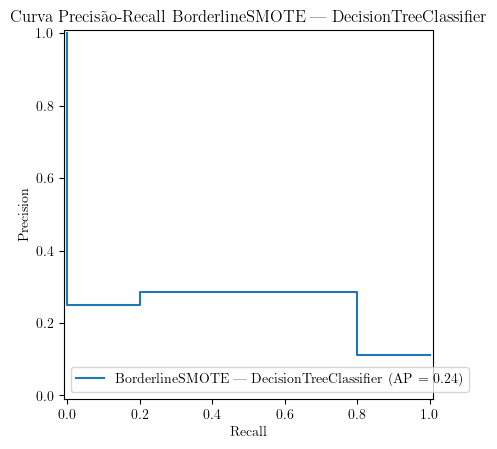 Curva Precisão-Recall BorderlineSMOTE — DecisionTreeClassifier
1.0
0.8
0.6
Precision
0.4
0.2
0.0
BorderlineSMOTE — DecisionTreeClassifier (AP = 0.24)
0.0 0.2 0.4 0.6 0.8 1.0
Recall